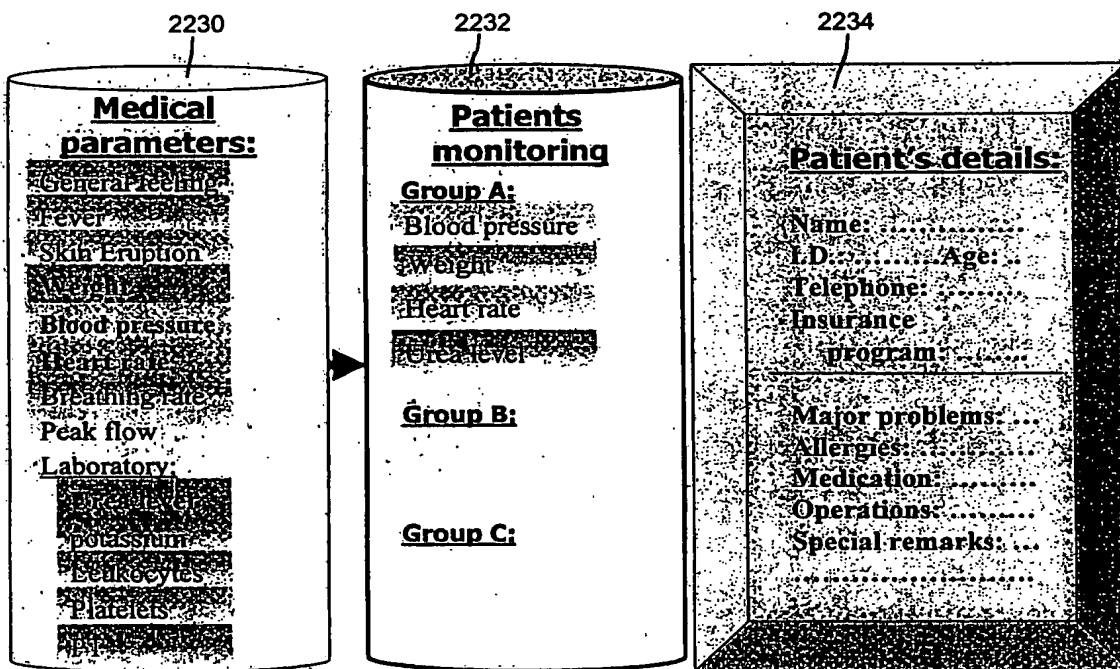 2230
2232
2234
Medical
parameters:
General feeling
Fever
Skin Eruption
Weight
Blood pressure
Heart rate
Breathing rate
Peak flow
Laboratory:
potassium
Leukocytes
Platelets
Patients
monitoring
Group A:
Blood pressure
Weight
Heart rate
Urea level
Group B:
Group C:
Patient's details:
Name: ................
I.D............Age: ..
Telephone: .........
Insurance
program: .......
Major problems: ...
Allergies:.............
Medication: .........
Operations: .........
Special remarks: ...
.........................